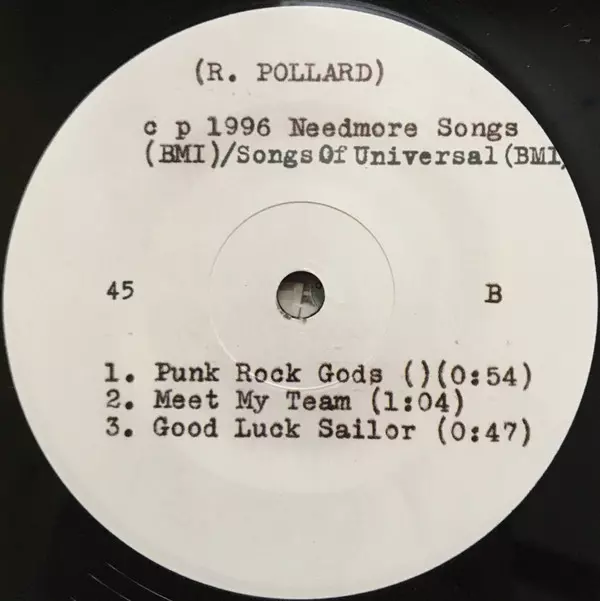 (R. POLLARD)
c p 1996 Needmore Songs
(BMI)/Songs Of Universal (BMI)
45
B
1. Punk Rock Gods ()(0:54)
2. Meet My Team (1:04)
3. Good Luck Sailor (0:47)